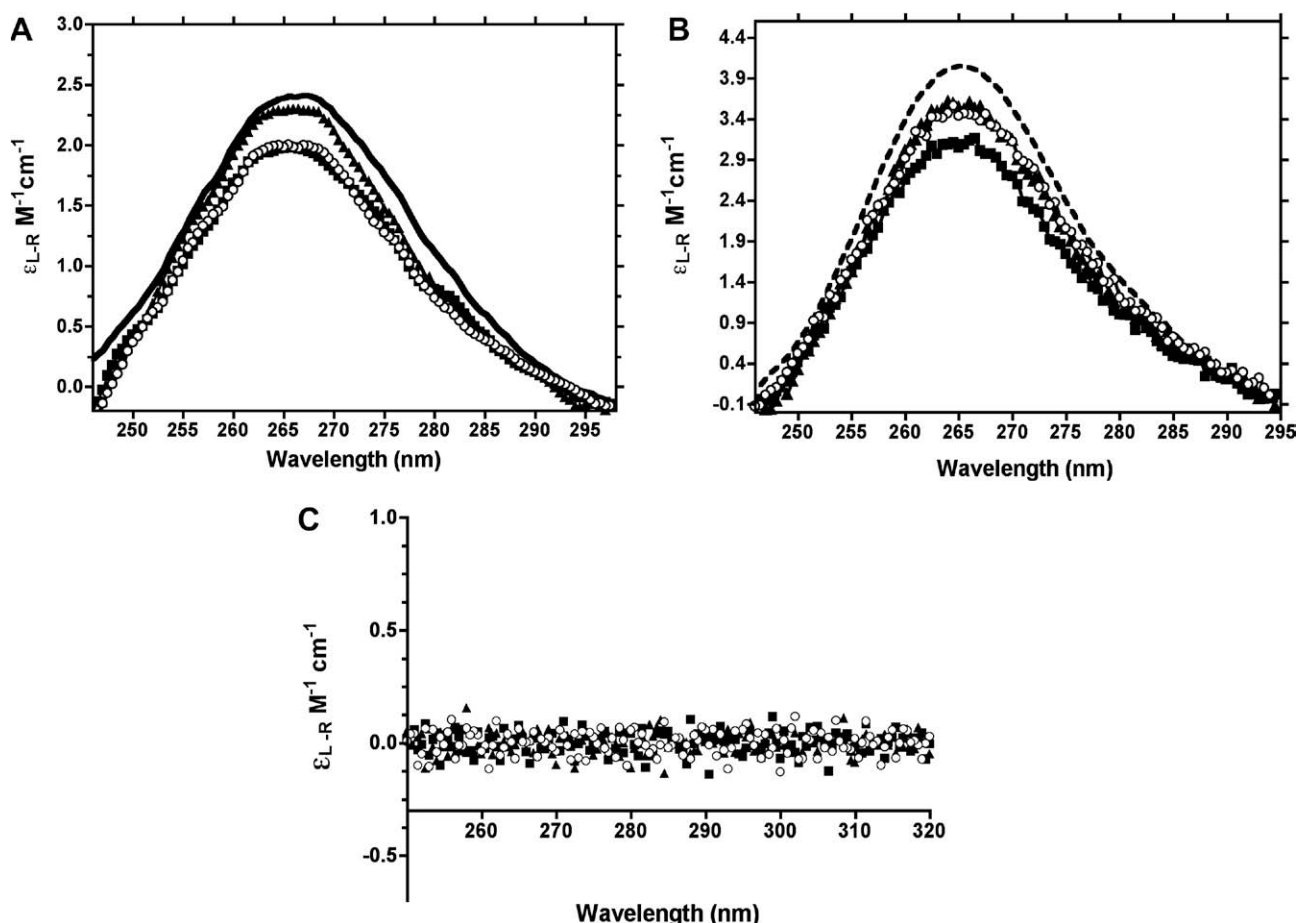 A
3.0
2.5
2.0
1.5
1.0
0.5
0.0
εL-R M-1cm-1
250 255 260 265 270 275 280 285 290 295
Wavelength (nm)
B
4.4
3.9
3.4
2.9
2.4
1.9
1.4
0.9
0.4
-0.1
εL-R M-1cm-1
250 255 260 265 270 275 280 285 290 295
Wavelength (nm)
C
1.0
0.5
0.0
-0.5
εL-R M-1 cm-1
260 270 280 290 300 310 320
Wavelength (nm)